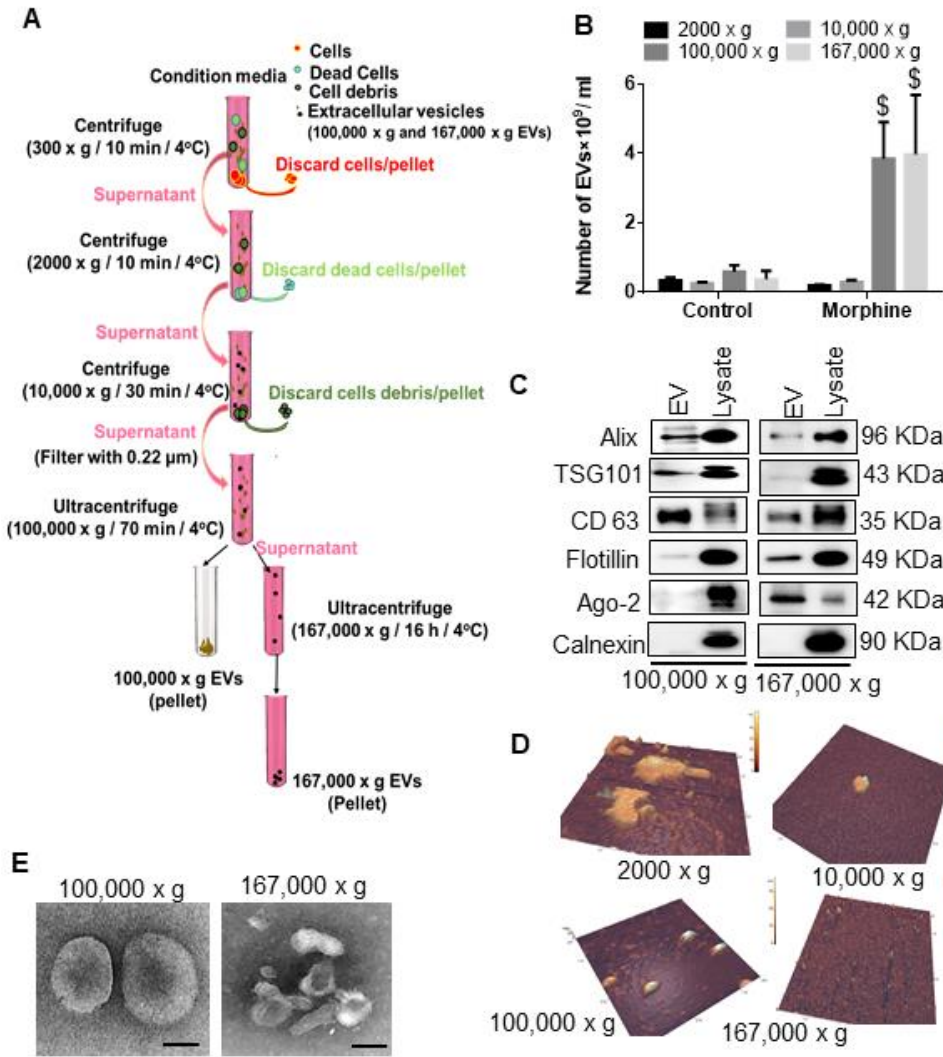 A
Condition media
Cells
Dead Cells
Cell debris
Extracellular vesicles
(100,000 x g and 167,000 x g EVs)
Centrifuge
(300 x g / 10 min / 4ºC)
Discard cells/pellet
Supernatant
Centrifuge
(2000 x g / 10 min / 4ºC)
Discard dead cells/pellet
Supernatant
Centrifuge
(10,000 x g / 30 min / 4ºC)
Discard cells debris/pellet
Supernatant
(Filter with 0.22 µm)
Ultracentrifuge
(100,000 x g / 70 min / 4ºC)
Supernatant
Ultracentrifuge
(167,000 x g / 16 h / 4ºC)
100,000 x g EVs
(pellet)
167,000 x g EVs
(Pellet)
B
2000 x g
10,000 x g
100,000 x g
167,000 x g
Number of EVs×10⁹/ ml
6
4
2
0
$
$
Control
Morphine
C
EV
Lysate
EV
Lysate
Alix
96 KDa
TSG101
43 KDa
CD 63
35 KDa
Flotillin
49 KDa
Ago-2
42 KDa
Calnexin
90 KDa
100,000 x g
167,000 x g
D
2000 x g
10,000 x g
100,000 x g
167,000 x g
E
100,000 x g
167,000 x g